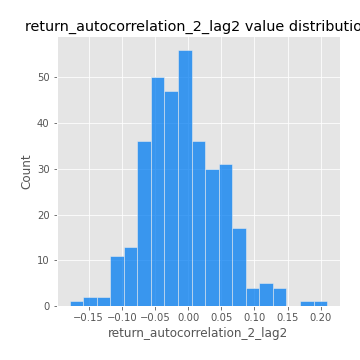 return_autocorrelation_2_lag2 value distributio
50
40
30
20
10
0
Count
−0.15 −0.10 −0.05 0.00 0.05 0.10 0.15 0.20
return_autocorrelation_2_lag2